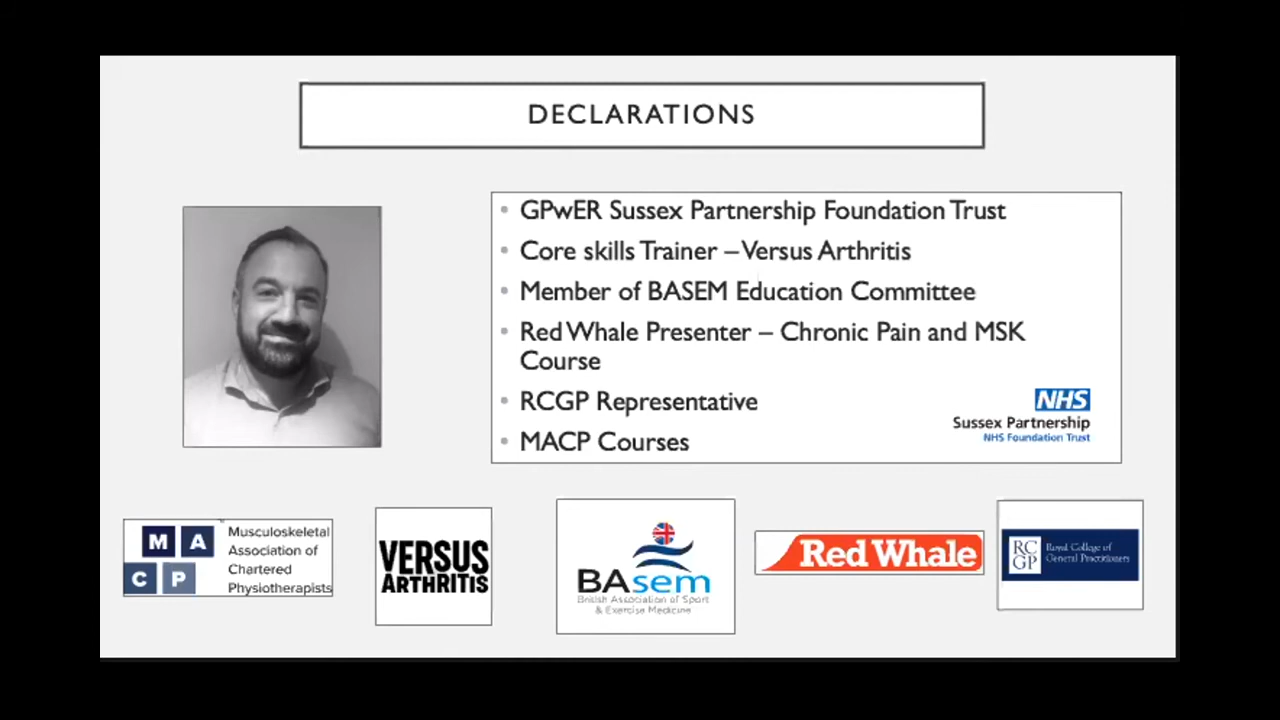 DECLARATIONS
GPwER Sussex Partnership Foundation Trust
Core skills Trainer – Versus Arthritis
Member of BASEM Education Committee
Red Whale Presenter – Chronic Pain and MSK
Course
RCGP Representative
MACP Courses
NHS
Sussex Partnership
NHS Foundation Trust
M A
C P
Musculoskeletal
Association of
Chartered
Physiotherapists
VERSUS
ARTHRITIS
BAsem
British Association of Sport
& Exercise Medicine
Red Whale
RC
GP
Royal College of
General Practitioners